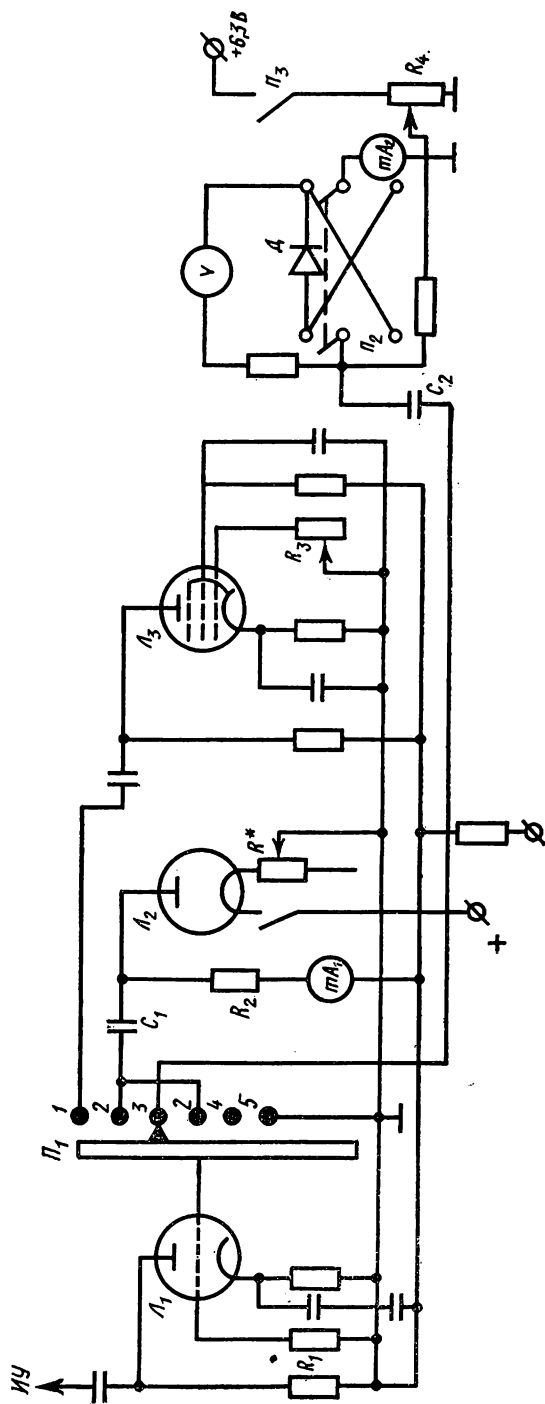 ИУ
Л₁
R₁
П₁
1
2
3
2
4
5
C₁
R₂
mA₁
Л₂
R*
+
Л₃
R₃
C₂
V
Д
П₂
mA₂
П₃
+6,3В
R₄.